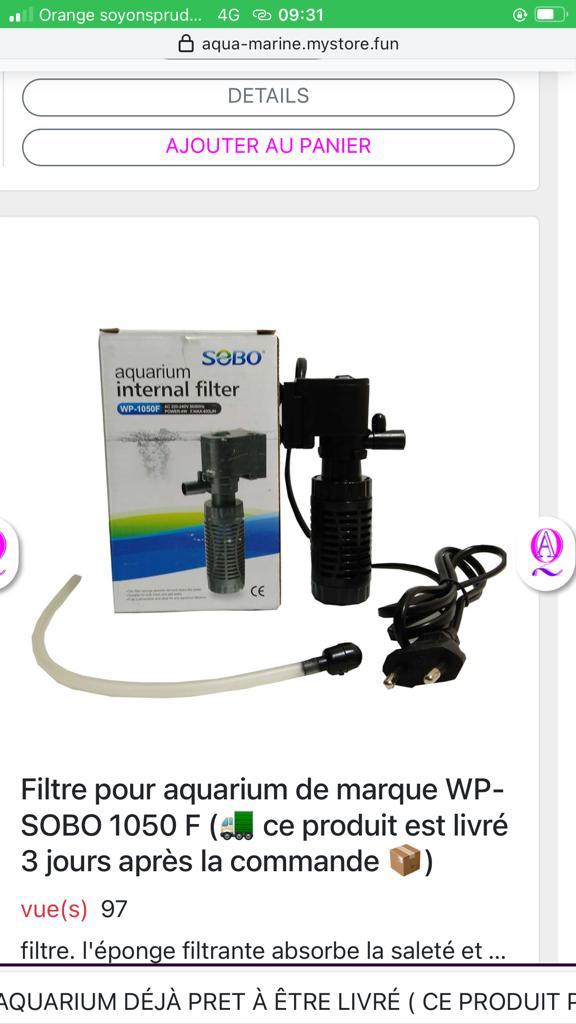 Orange soyonsprud... 4G 09:31
aqua-marine.mystore.fun
DETAILS
AJOUTER AU PANIER
SOBO
aquarium
internal filter
WP-1050F
CE
A
Filtre pour aquarium de marque WP-
SOBO 1050 F (🚛 ce produit est livré
3 jours après la commande 📦)
vue(s) 97
filtre. l'éponge filtrante absorbe la saleté et ...
AQUARIUM DÉJÀ PRET À ÊTRE LIVRÉ ( CE PRODUIT P